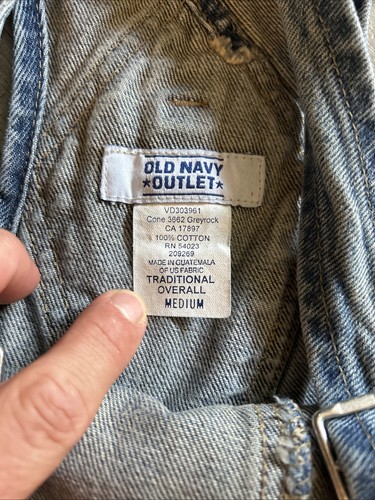 OLD NAVY
★OUTLET★
VD303961
Cone 3662 Greyrock
CA 17897
100% COTTON
RN 54023
209269
MADE IN GUATEMALA
OF US FABRIC
TRADITIONAL
OVERALL
MEDIUM